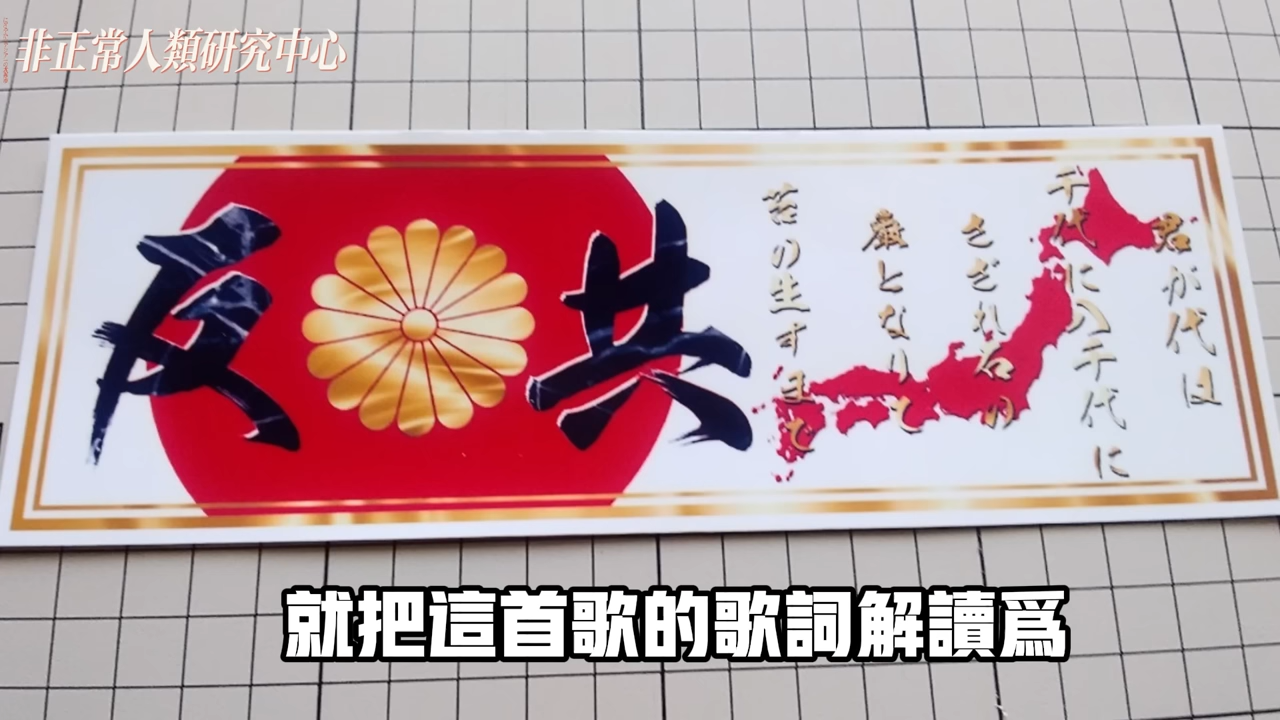 非正常人類研究中心
反共
君が代は
千代に八千代に
さざれ石の
巌となりて
苔の生すまで
就把這首歌的歌詞解讀爲